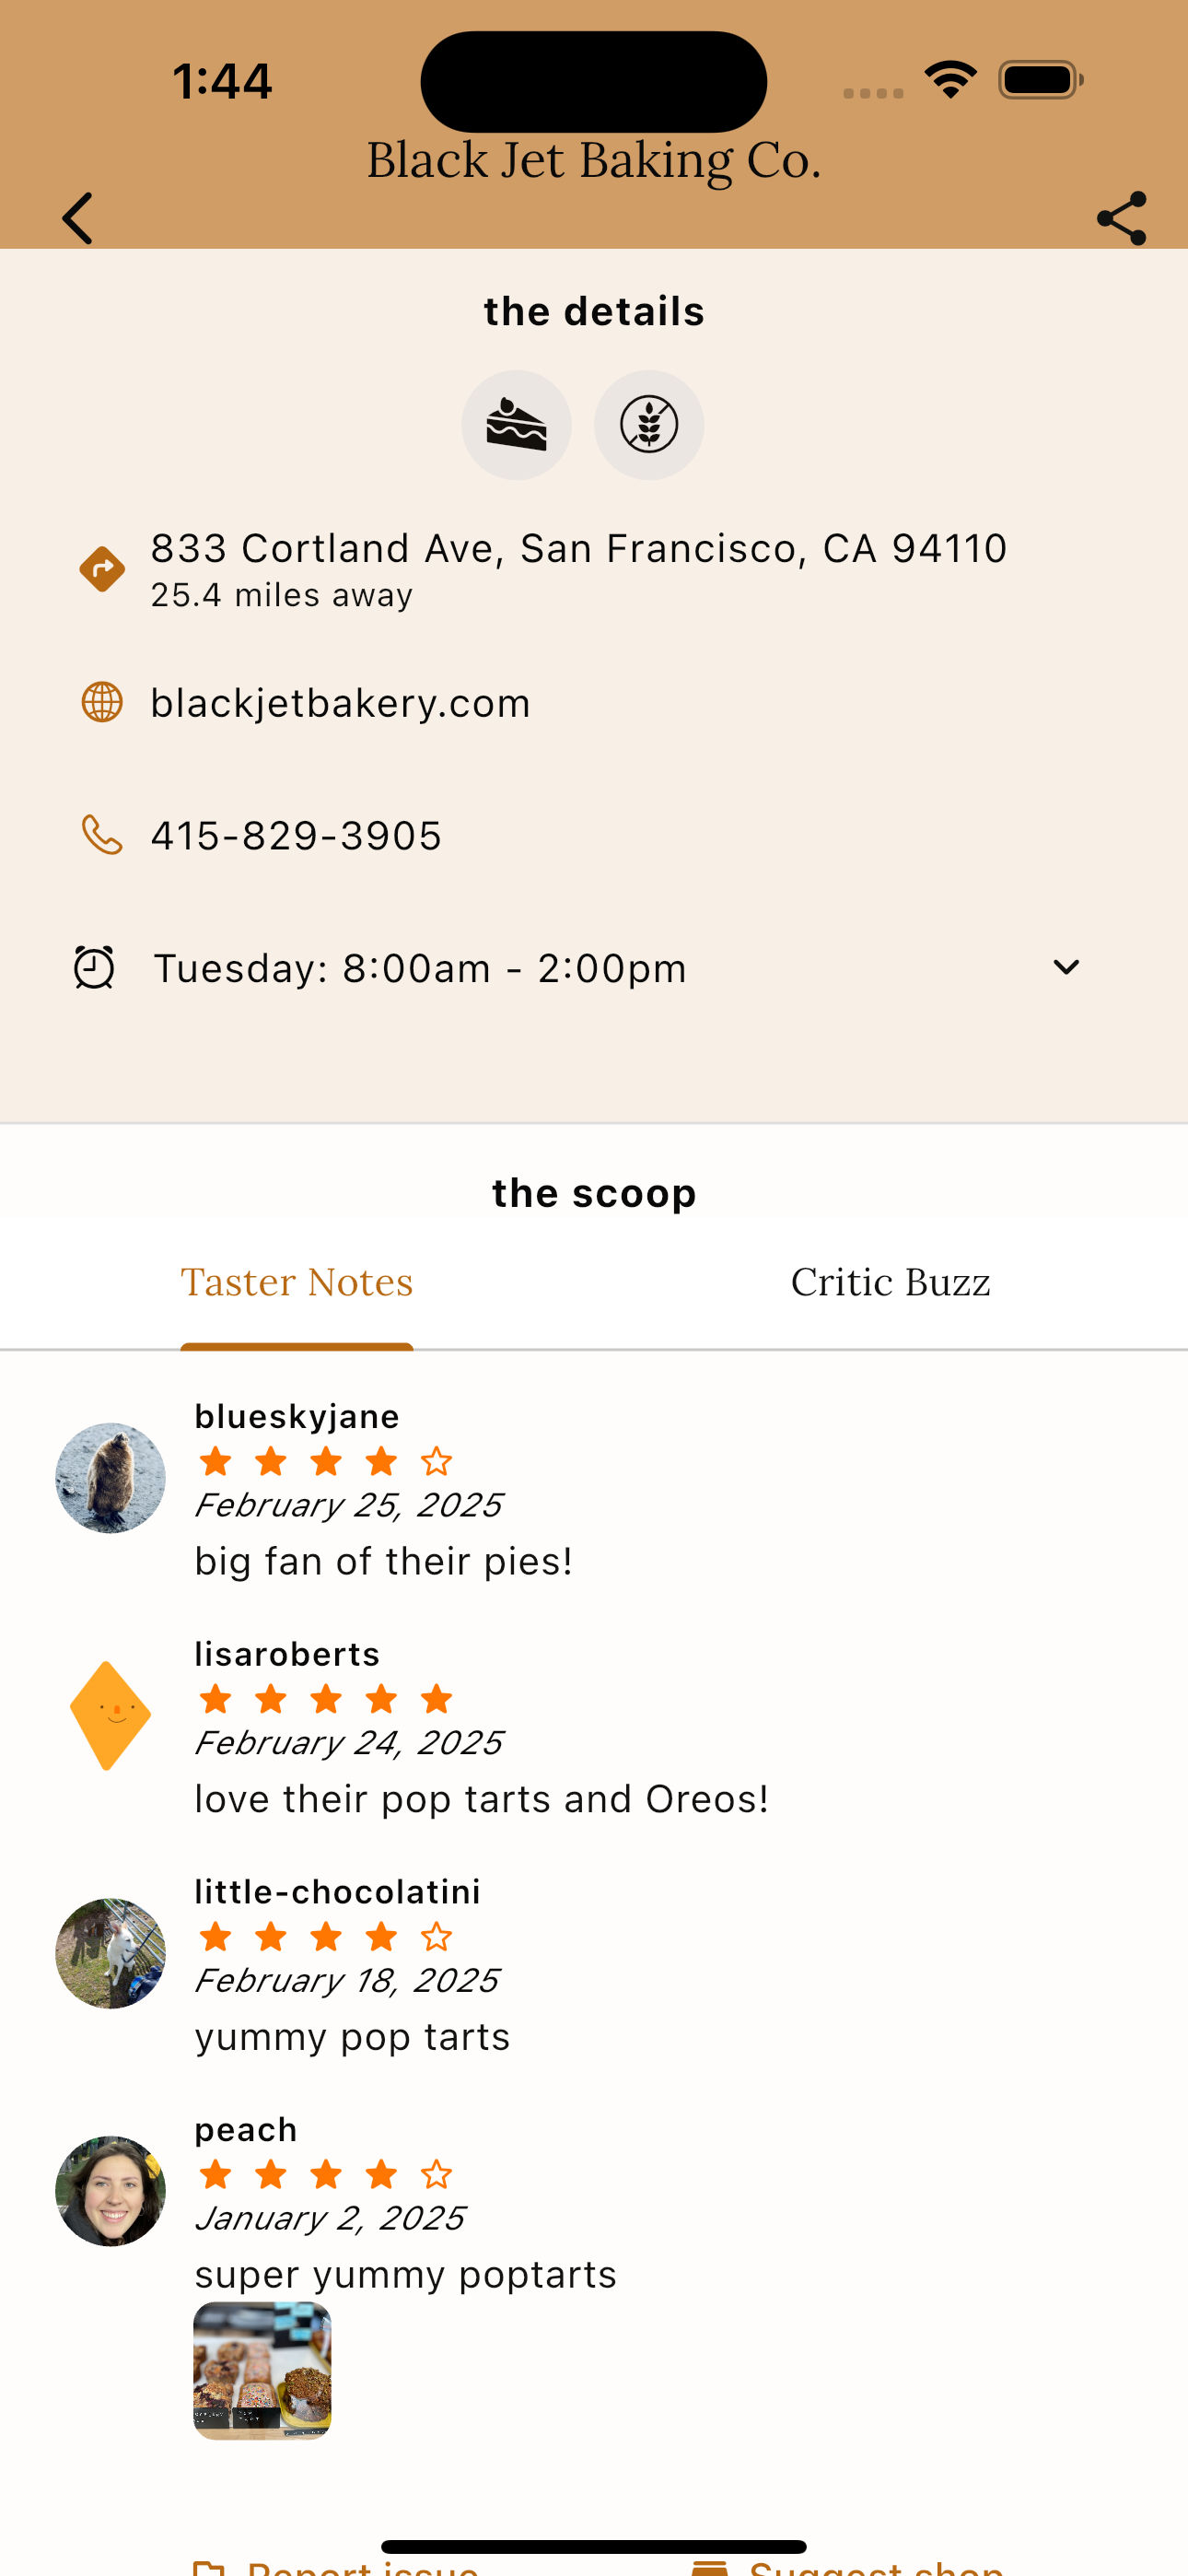 1:44
Black Jet Baking Co.
the details
833 Cortland Ave, San Francisco, CA 94110
25.4 miles away
blackjetbakery.com
415-829-3905
Tuesday: 8:00am - 2:00pm
the scoop
Taster Notes
Critic Buzz
blueskyjane
February 25, 2025
big fan of their pies!
lisaroberts
February 24, 2025
love their pop tarts and Oreos!
little-chocolatini
February 18, 2025
yummy pop tarts
peach
January 2, 2025
super yummy poptarts
Report issue
Suggest shop